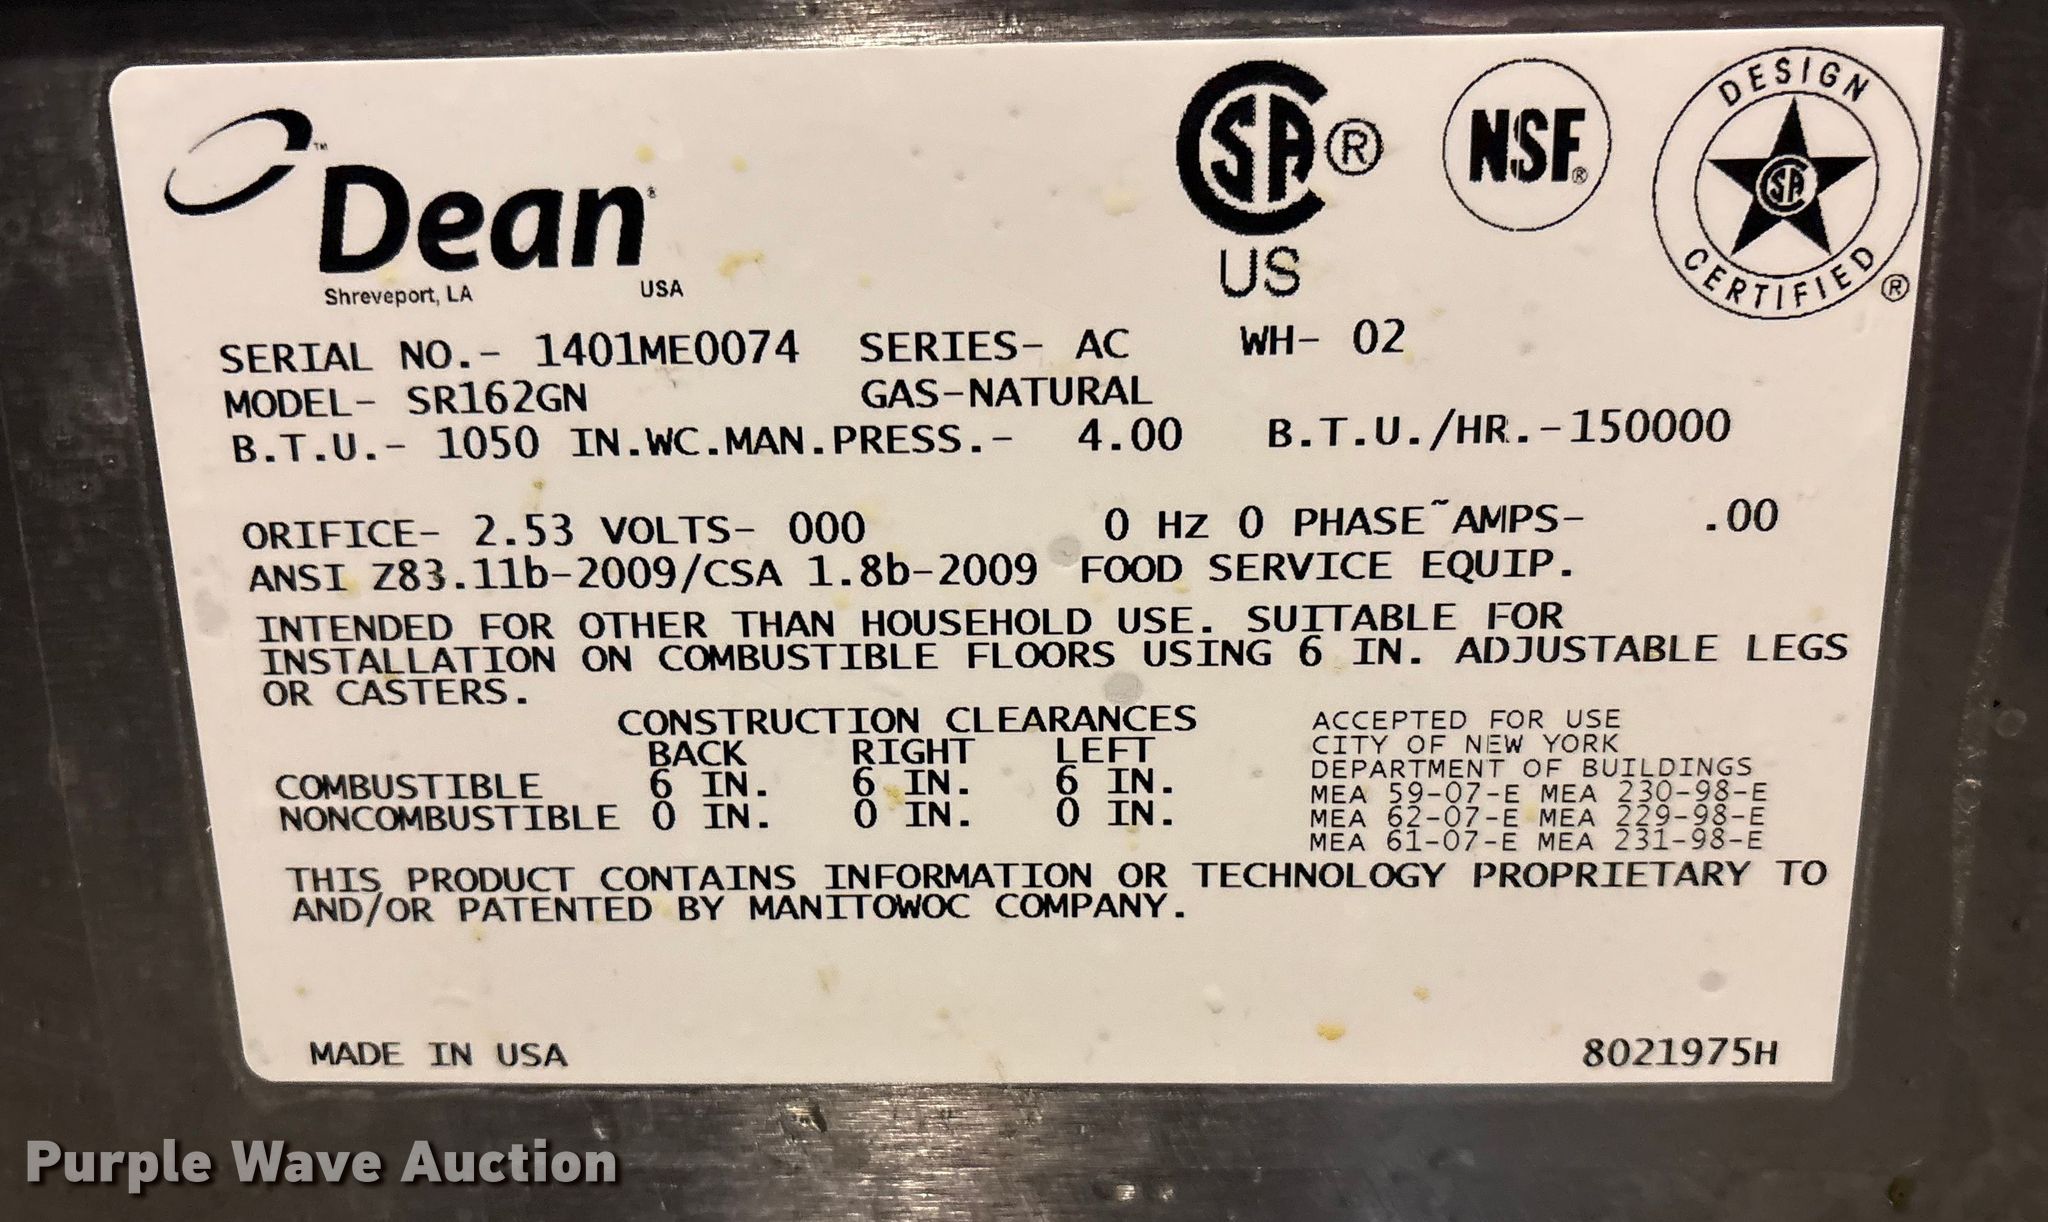 Dean®
Shreveport, LA USA
CSA® US
NSF®
DESIGN CSA CERTIFIED®
SERIAL NO.- 1401ME0074 SERIES- AC WH- 02
MODEL- SR162GN GAS-NATURAL
B.T.U.- 1050 IN.WC.MAN.PRESS.- 4.00 B.T.U./HR.-150000
ORIFICE- 2.53 VOLTS- 000 0 Hz 0 PHASE~AMPS- .00
ANSI Z83.11b-2009/CSA 1.8b-2009 FOOD SERVICE EQUIP.
INTENDED FOR OTHER THAN HOUSEHOLD USE. SUITABLE FOR
INSTALLATION ON COMBUSTIBLE FLOORS USING 6 IN. ADJUSTABLE LEGS
OR CASTERS.
CONSTRUCTION CLEARANCES
BACK RIGHT LEFT
COMBUSTIBLE 6 IN. 6 IN. 6 IN.
NONCOMBUSTIBLE 0 IN. 0 IN. 0 IN.
ACCEPTED FOR USE
CITY OF NEW YORK
DEPARTMENT OF BUILDINGS
MEA 59-07-E MEA 230-98-E
MEA 62-07-E MEA 229-98-E
MEA 61-07-E MEA 231-98-E
THIS PRODUCT CONTAINS INFORMATION OR TECHNOLOGY PROPRIETARY TO
AND/OR PATENTED BY MANITOWOC COMPANY.
MADE IN USA 8021975H
Purple Wave Auction